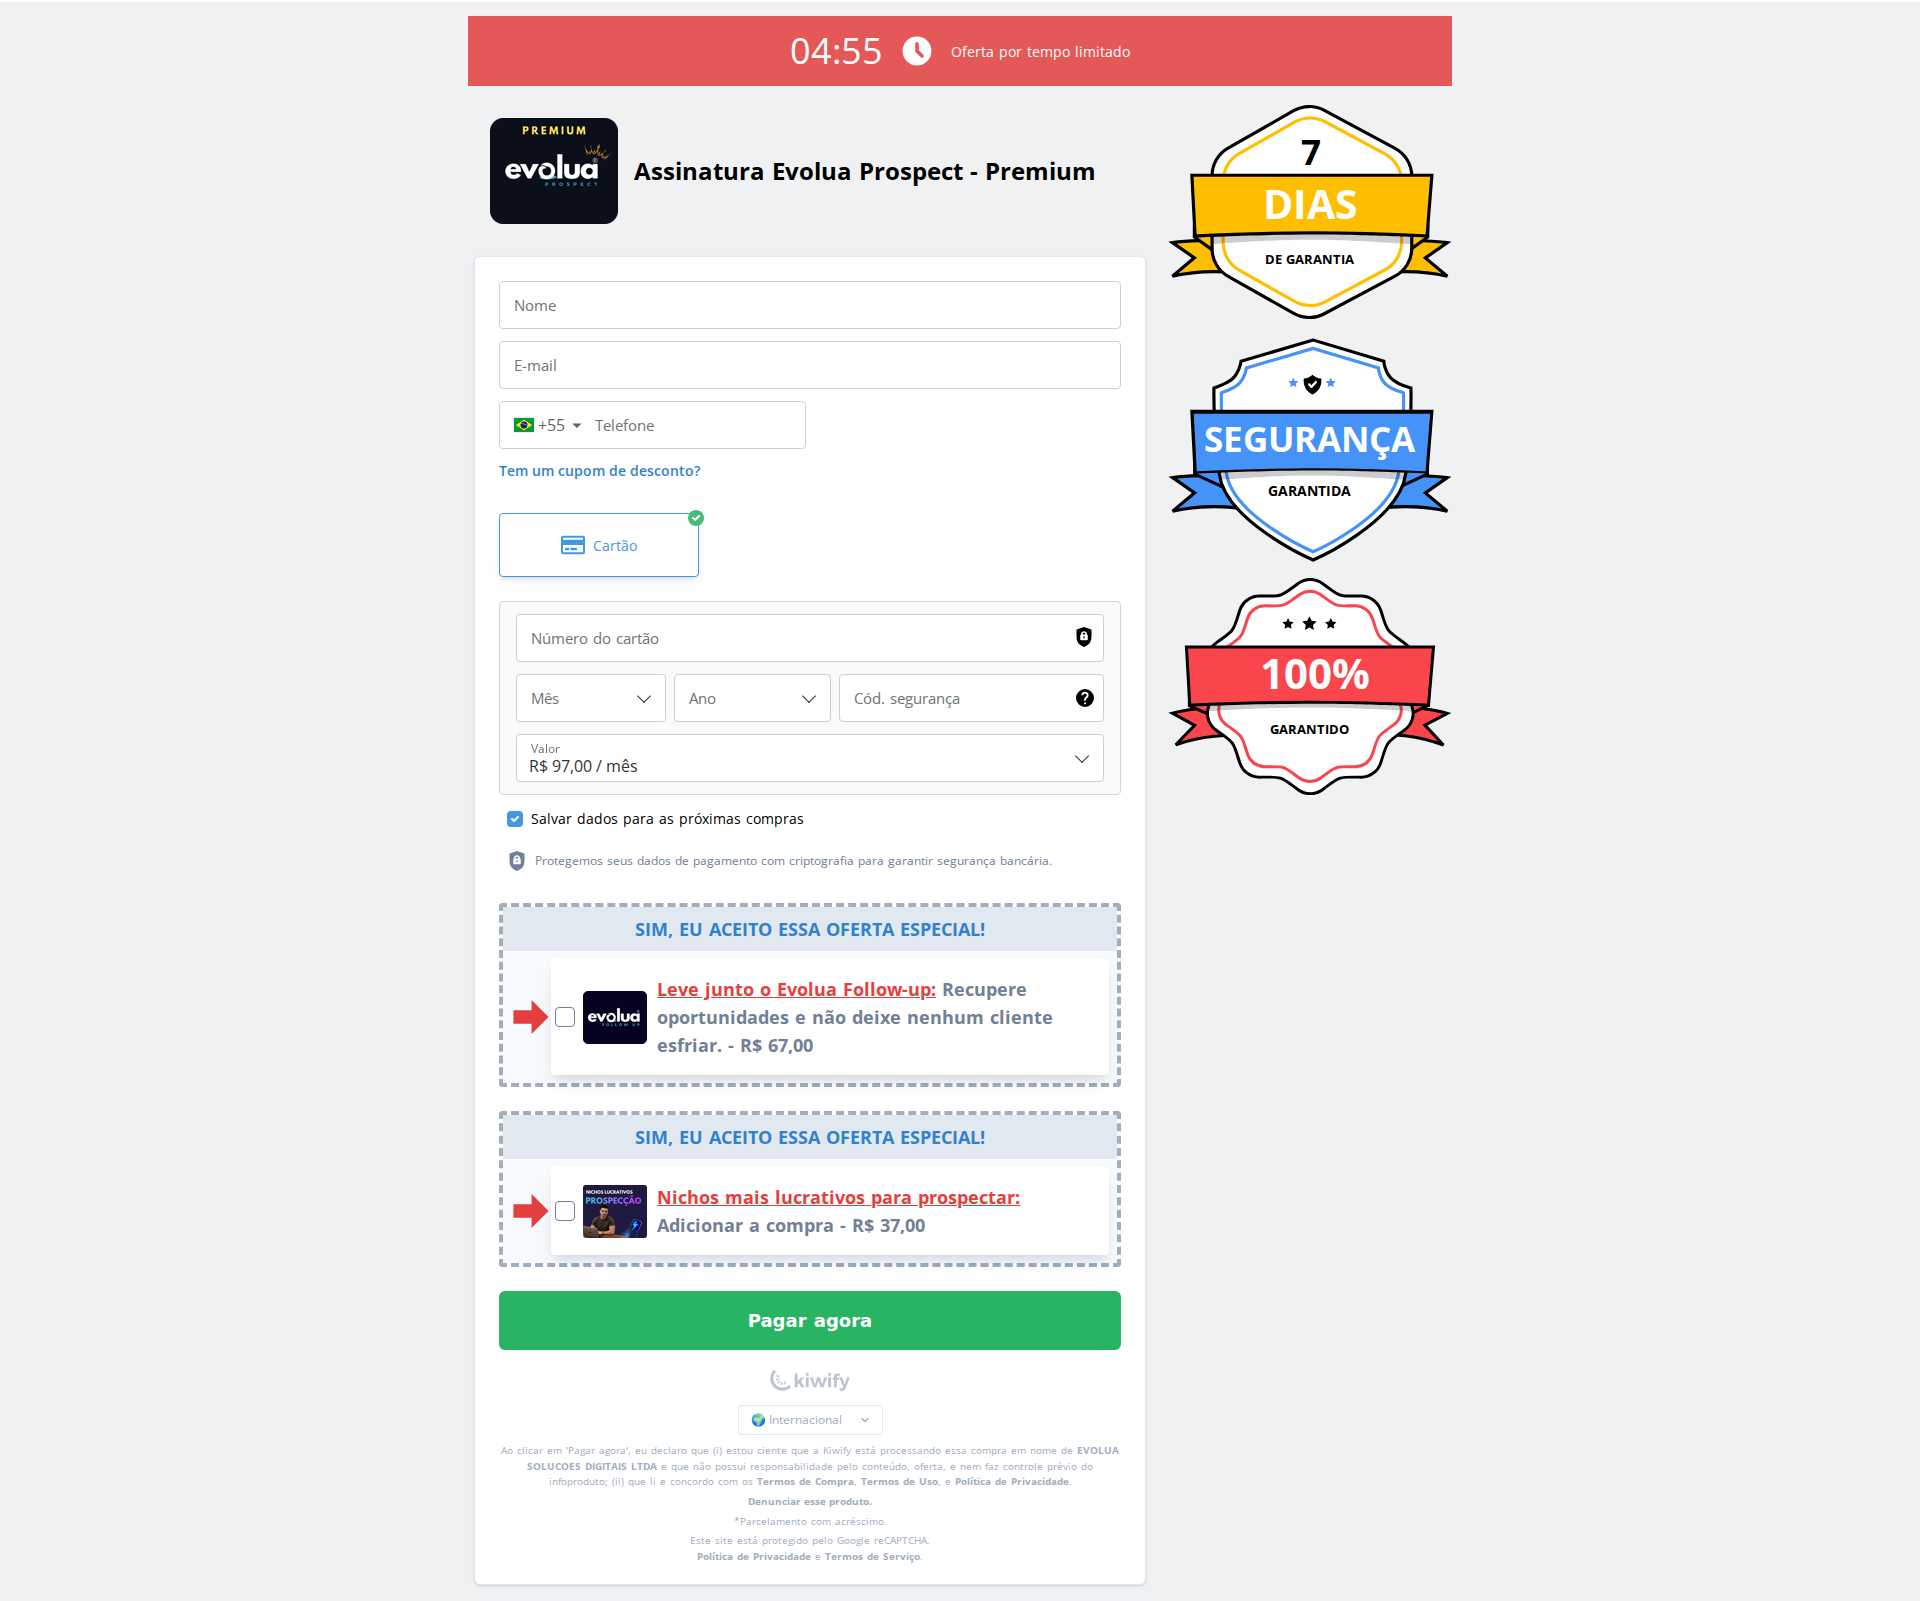 04:55 Oferta por tempo limitado
PREMIUM
evolua
PROSPECT
Assinatura Evolua Prospect - Premium
7
DIAS
DE GARANTIA
Nome
E-mail
+55 Telefone
Tem um cupom de desconto?
SEGURANÇA
GARANTIDA
Cartão
Número do cartão
Mês Ano Cód. segurança
Valor
R$ 97,00 / mês
100%
GARANTIDO
Salvar dados para as próximas compras
Protegemos seus dados de pagamento com criptografia para garantir segurança bancária.
SIM, EU ACEITO ESSA OFERTA ESPECIAL!
evolua
FOLLOW UP
Leve junto o Evolua Follow-up: Recupere
oportunidades e não deixe nenhum cliente
esfriar. - R$ 67,00
SIM, EU ACEITO ESSA OFERTA ESPECIAL!
NICHOS LUCRATIVOS
PROSPECÇÃO
Nichos mais lucrativos para prospectar:
Adicionar a compra - R$ 37,00
Pagar agora
kiwify
Internacional
Ao clicar em 'Pagar agora', eu declaro que (i) estou ciente que a Kiwify está processando essa compra em nome de EVOLUA
SOLUCOES DIGITAIS LTDA e que não possui responsabilidade pelo conteúdo, oferta, e nem faz controle prévio do
infoproduto; (ii) que li e concordo com os Termos de Compra, Termos de Uso, e Política de Privacidade.
Denunciar esse produto.
*Parcelamento com acréscimo.
Este site está protegido pelo Google reCAPTCHA.
Política de Privacidade e Termos de Serviço.